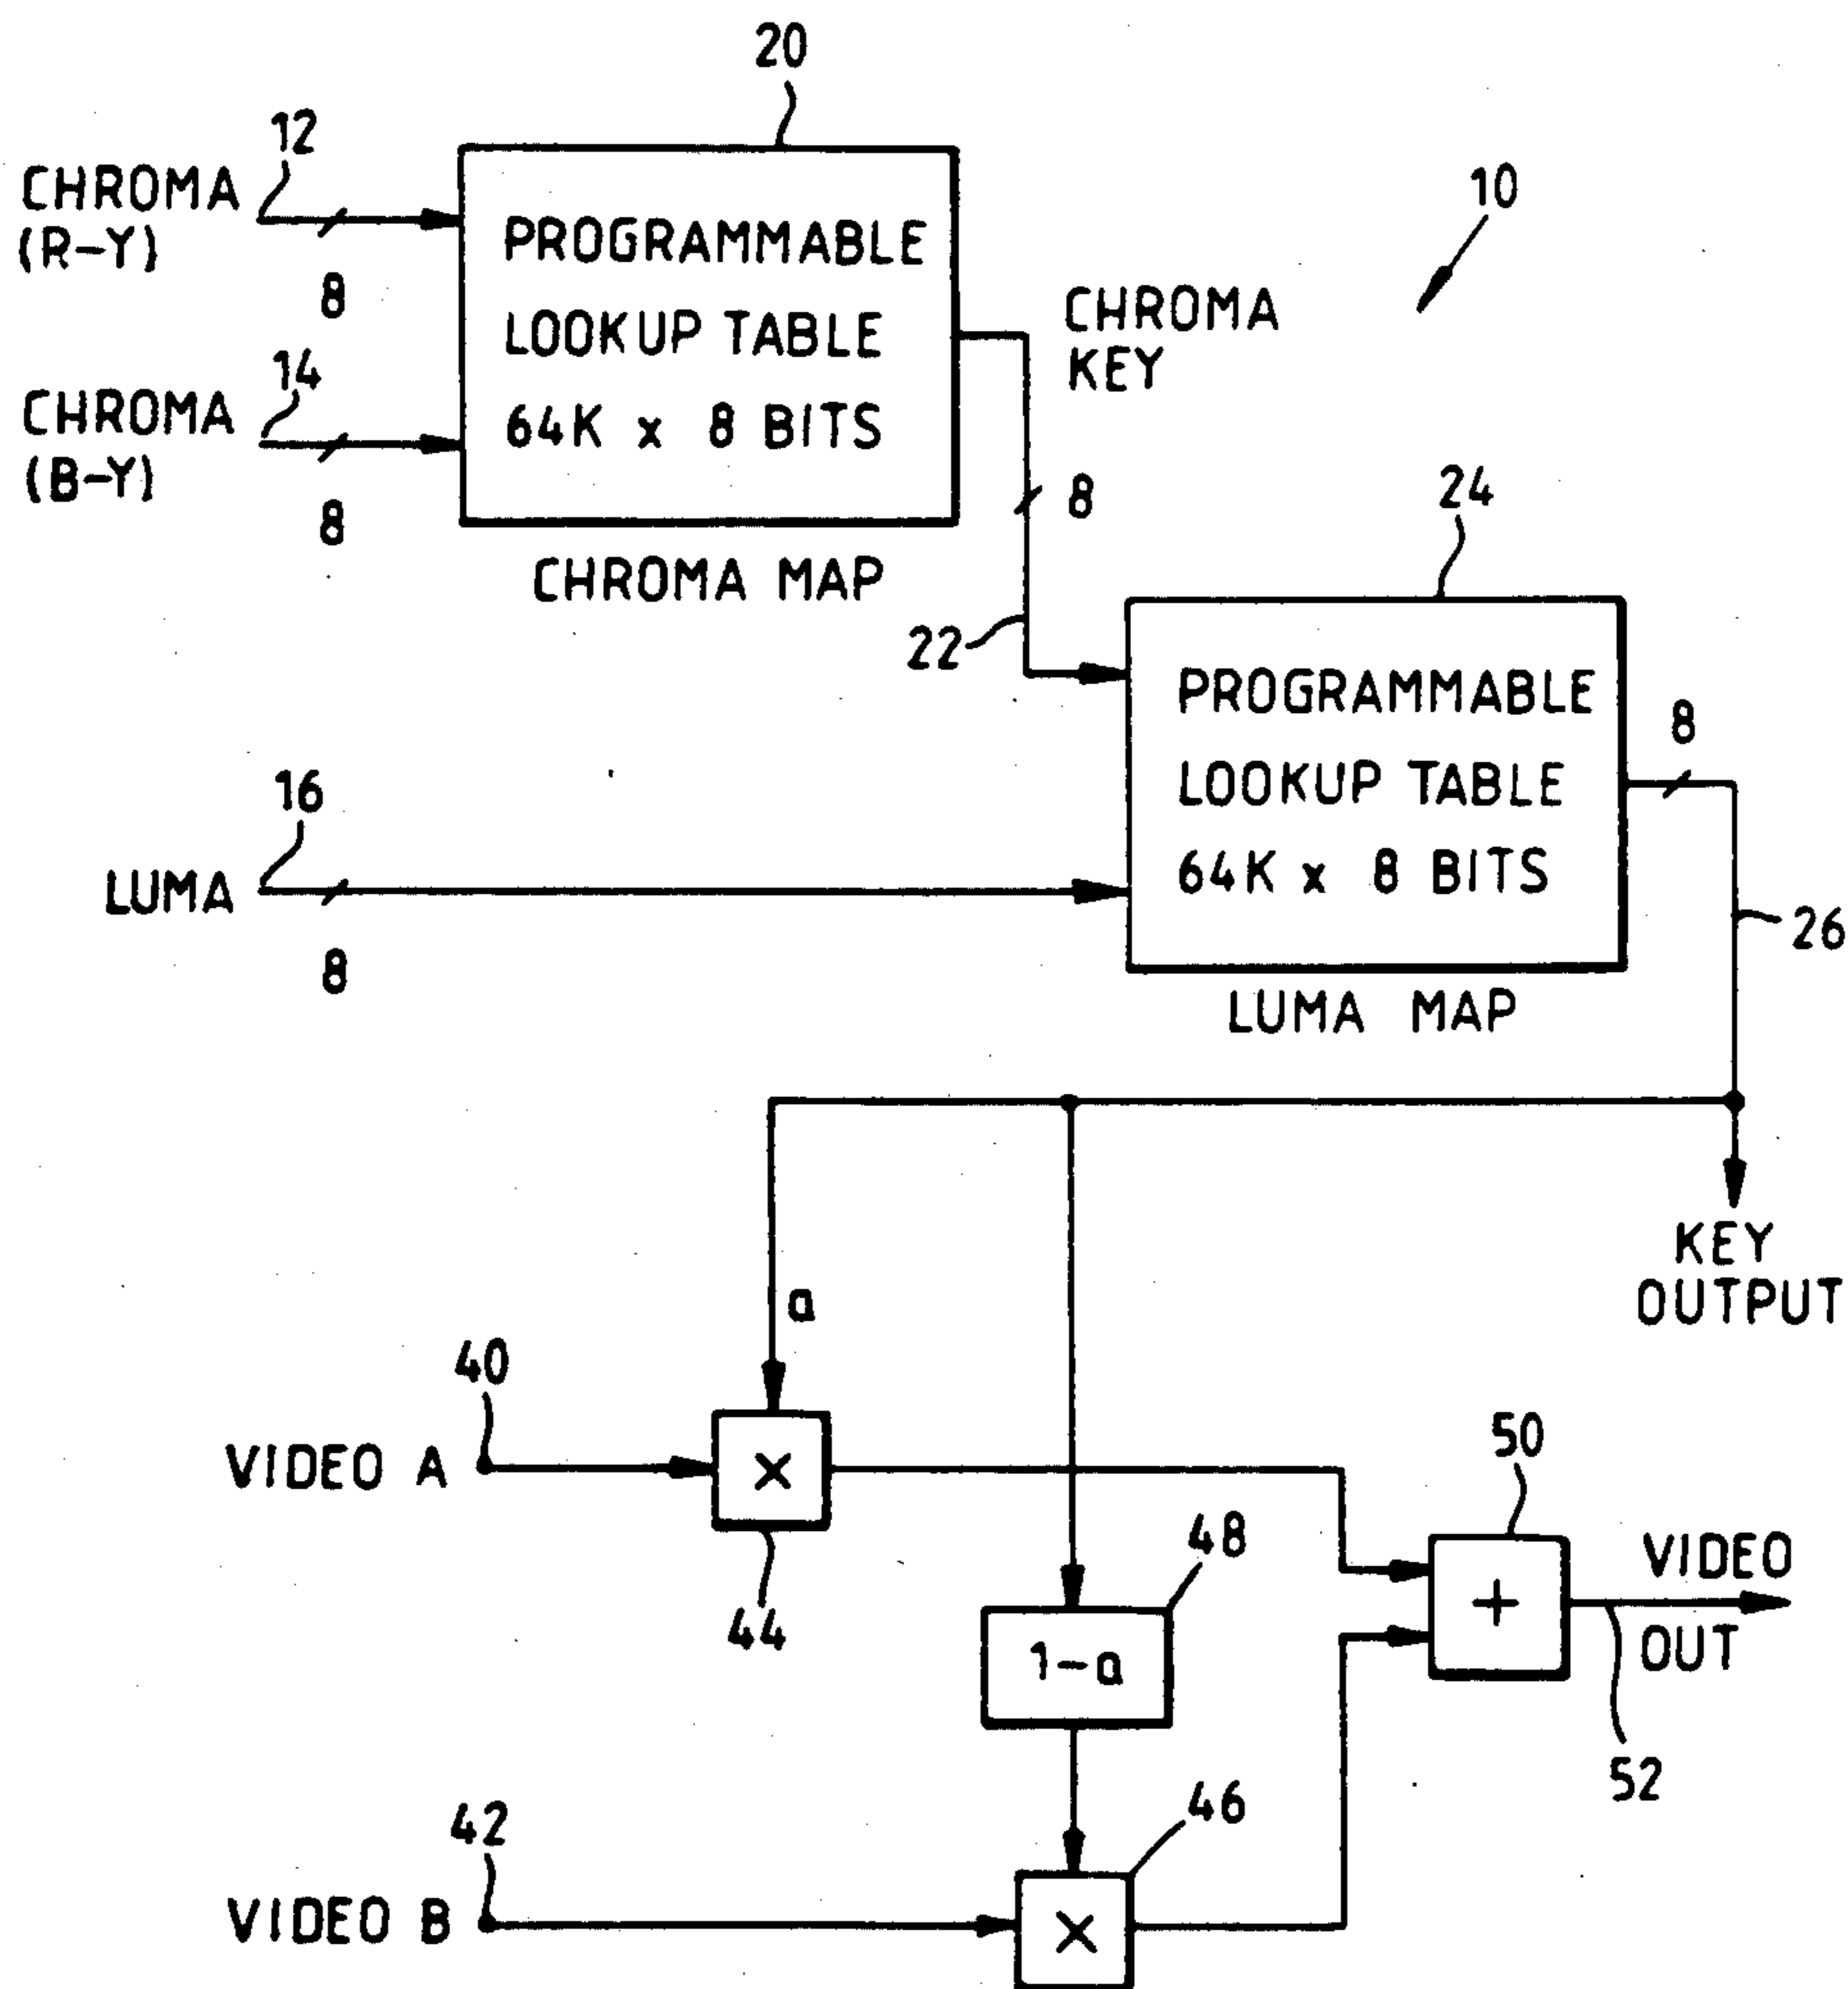 20
12
CHROMA
(R-Y)
8
PROGRAMMABLE
LOOKUP TABLE
64K x 8 BITS
10
CHROMA
KEY
14
CHROMA
(B-Y)
8
8
CHROMA MAP
24
22
PROGRAMMABLE
LOOKUP TABLE
64K x 8 BITS
8
16
LUMA
8
26
LUMA MAP
KEY
OUTPUT
a
40
VIDEO A
X
44
48
1-a
50
+
VIDEO
OUT
52
42
VIDEO B
46
X